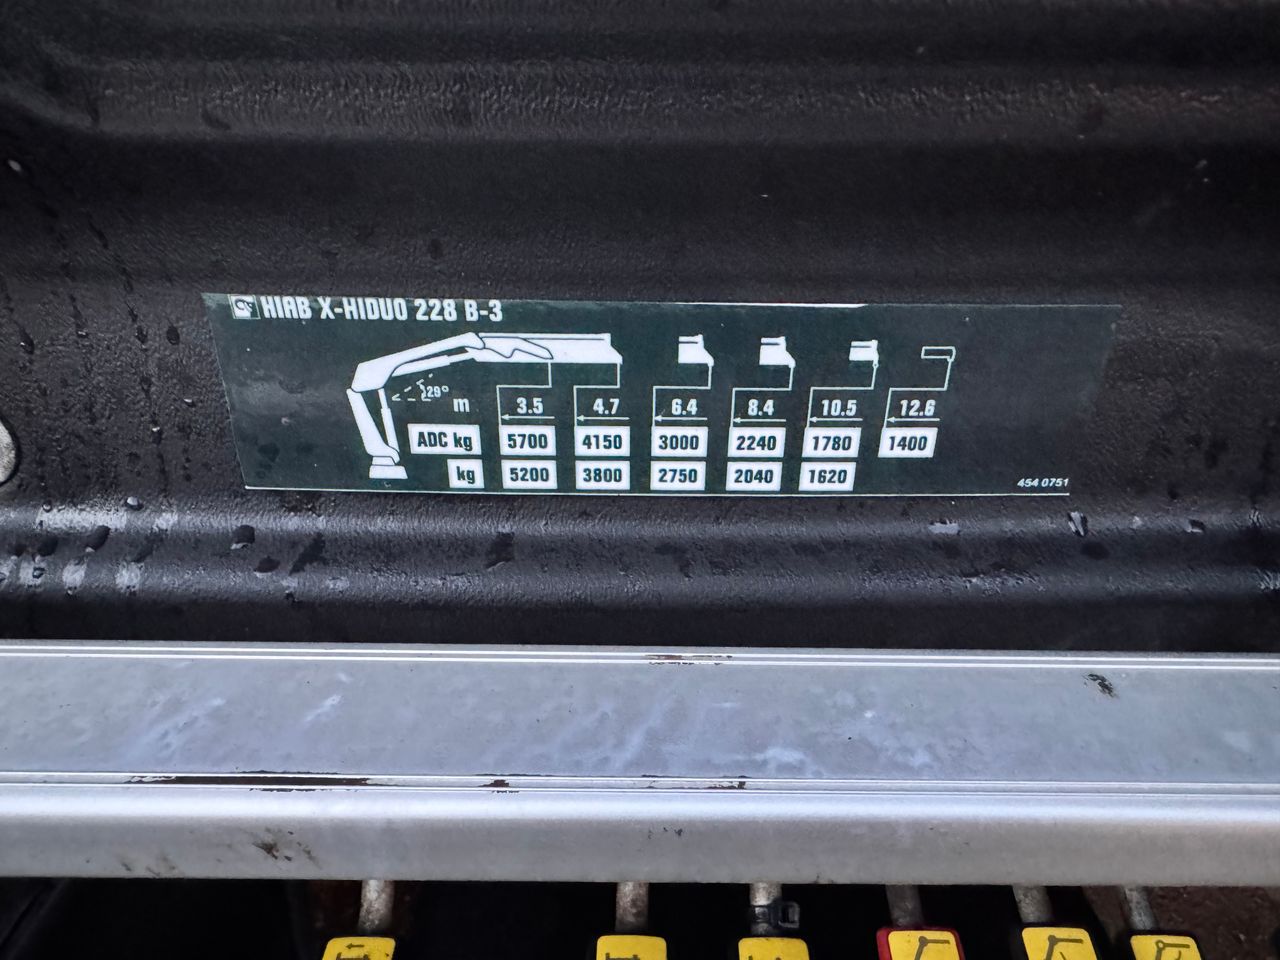 HIAB X-HIDUO 228 B-3
29°
m 3.5 4.7 6.4 8.4 10.5 12.6
ADC kg 5700 4150 3000 2240 1780 1400
kg 5200 3800 2750 2040 1620
454 0751